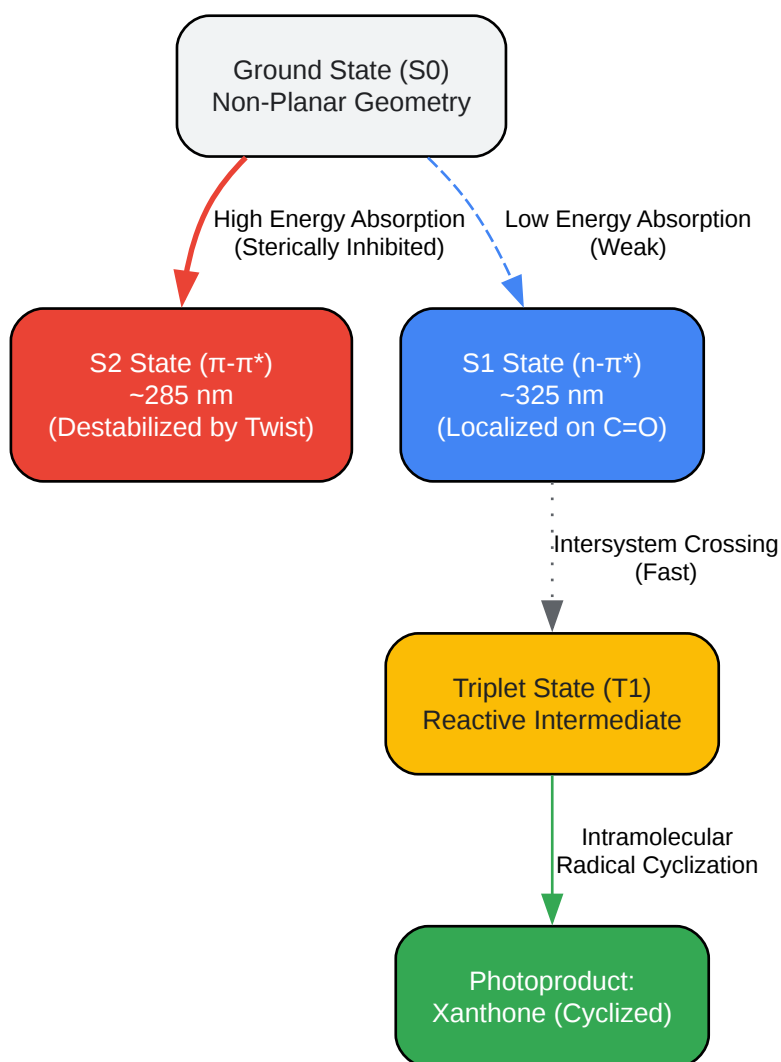 Ground State (S0)
Non-Planar Geometry
High Energy Absorption
(Sterically Inhibited)
Low Energy Absorption
(Weak)
S2 State (π-π*)
~285 nm
(Destabilized by Twist)
S1 State (n-π*)
~325 nm
(Localized on C=O)
Intersystem Crossing
(Fast)
Triplet State (T1)
Reactive Intermediate
Intramolecular
Radical Cyclization
Photoproduct:
Xanthone (Cyclized)